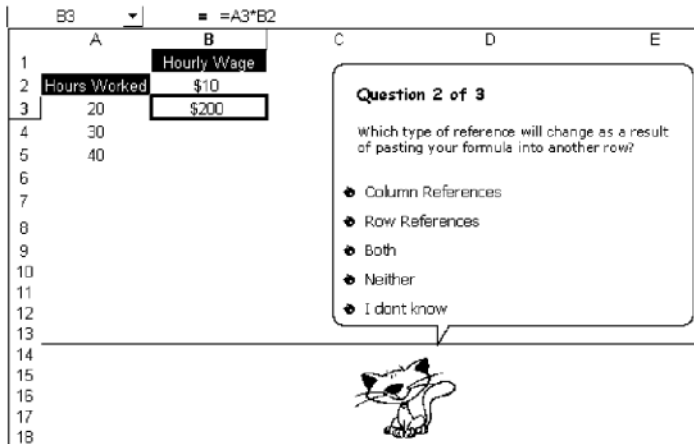 B3 = =A3*B2
A B C D E
1 Hourly Wage
2 Hours Worked $10
3 20 $200
4 30
5 40
6
7
8
9
10
11
12
13
14
15
16
17
18
Question 2 of 3
Which type of reference will change as a result
of pasting your formula into another row?
Column References
Row References
Both
Neither
I dont know